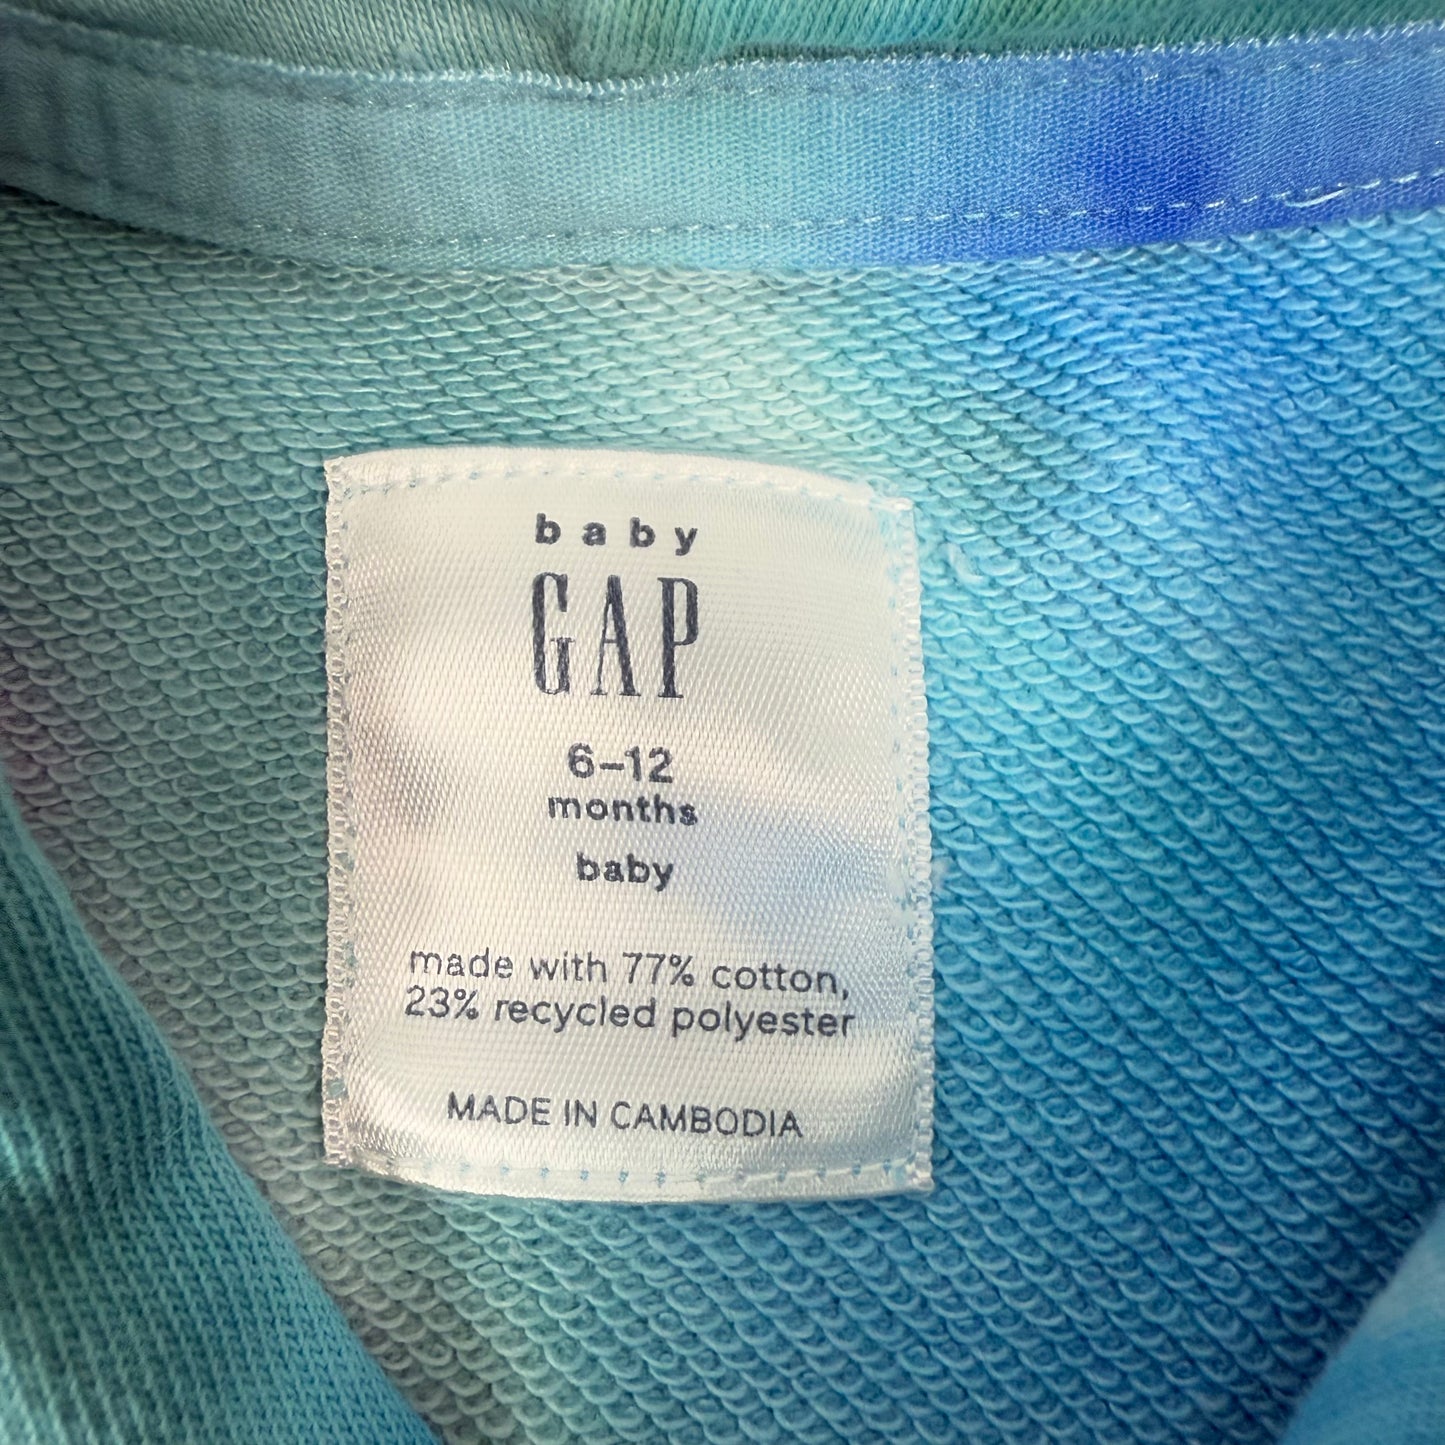 baby
GAP
6–12
months
baby
made with 77% cotton,
23% recycled polyester
MADE IN CAMBODIA